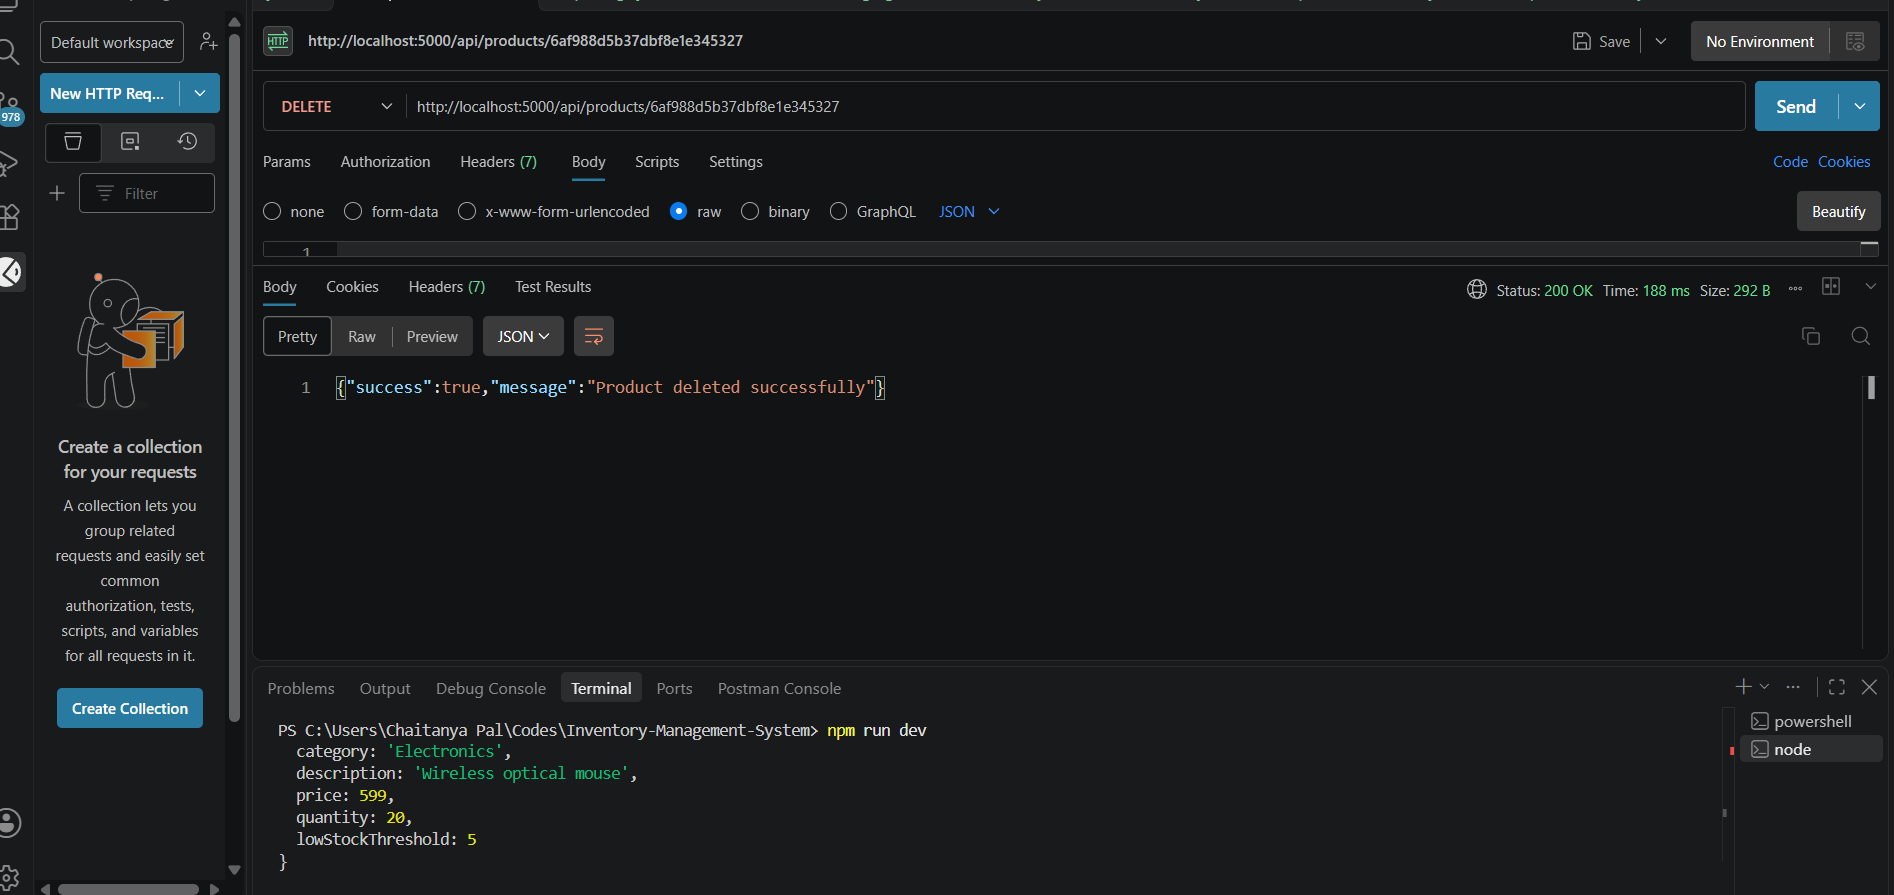 Default workspace
HTTP
http://localhost:5000/api/products/6af988d5b37dbf8e1e345327
Save
No Environment
New HTTP Req...
DELETE
http://localhost:5000/api/products/6af988d5b37dbf8e1e345327
Send
978
Params
Authorization
Headers (7)
Body
Scripts
Settings
Code
Cookies
Filter
none
form-data
x-www-form-urlencoded
raw
binary
GraphQL
JSON
Beautify
1
Body
Cookies
Headers (7)
Test Results
Status: 200 OK
Time: 188 ms
Size: 292 B
Pretty
Raw
Preview
JSON
1
{"success":true,"message":"Product deleted successfully"}
Create a collection
for your requests
A collection lets you
group related
requests and easily set
common
authorization, tests,
scripts, and variables
for all requests in it.
Create Collection
Problems
Output
Debug Console
Terminal
Ports
Postman Console
PS C:\Users\Chaitanya Pal\Codes\Inventory-Management-System> npm run dev
category: 'Electronics',
description: 'Wireless optical mouse',
price: 599,
quantity: 20,
lowStockThreshold: 5
}
powershell
node